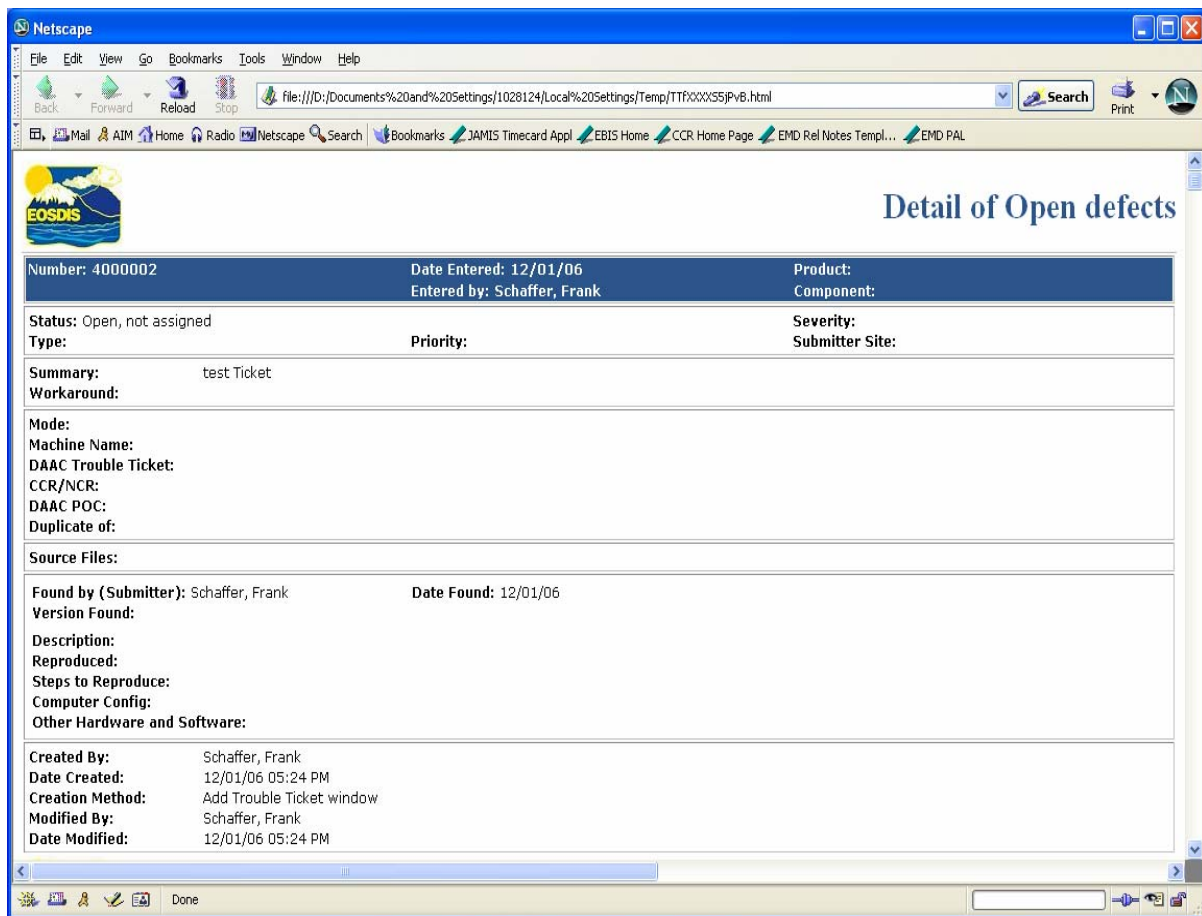 Netscape
File Edit View Go Bookmarks Tools Window Help
Back Forward Reload Stop file:///D:/Documents%20and%20Settings/1028124/Local%20Settings/Temp/TTfXXXXS5jPvB.html Search Print
Mail AIM Home Radio Netscape Search Bookmarks JAMIS Timecard Appl EBIS Home CCR Home Page EMD Rel Notes Templ... EMD PAL
EOSDIS
Detail of Open defects
Number: 4000002 Date Entered: 12/01/06 Product:
Entered by: Schaffer, Frank Component:
Status: Open, not assigned Severity:
Type: Priority: Submitter Site:
Summary: test Ticket
Workaround:
Mode:
Machine Name:
DAAC Trouble Ticket:
CCR/NCR:
DAAC POC:
Duplicate of:
Source Files:
Found by (Submitter): Schaffer, Frank Date Found: 12/01/06
Version Found:
Description:
Reproduced:
Steps to Reproduce:
Computer Config:
Other Hardware and Software:
Created By: Schaffer, Frank
Date Created: 12/01/06 05:24 PM
Creation Method: Add Trouble Ticket window
Modified By: Schaffer, Frank
Date Modified: 12/01/06 05:24 PM
Done